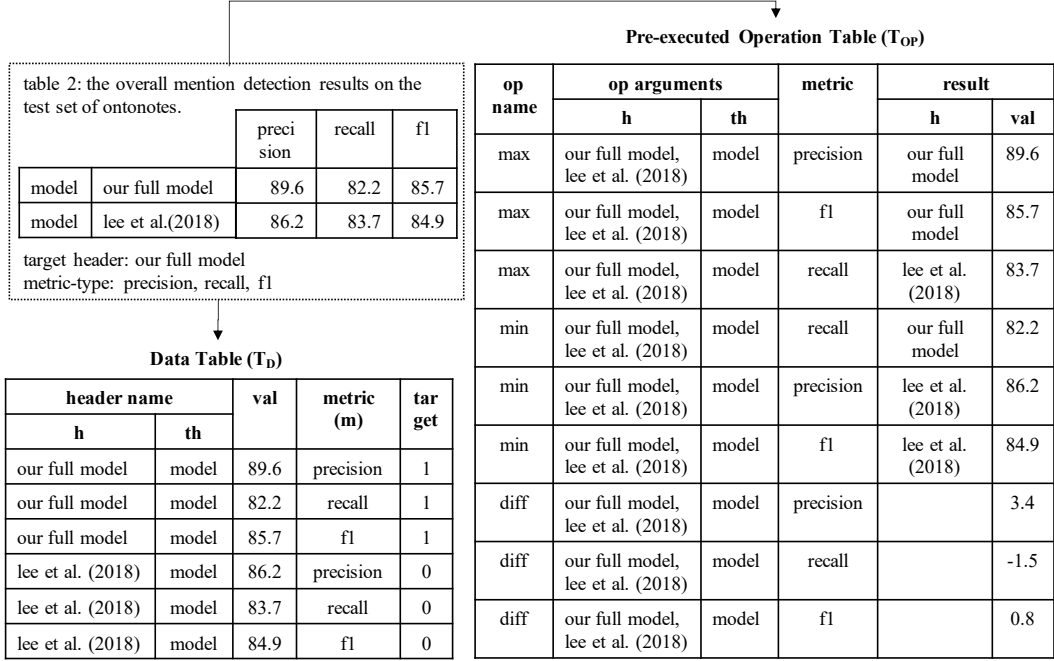 Pre-executed Operation Table (TOP)
table 2: the overall mention detection results on the
test set of ontonotes.
preci
sion
recall
f1
model our full model 89.6 82.2 85.7
model lee et al.(2018) 86.2 83.7 84.9
target header: our full model
metric-type: precision, recall, f1
Data Table (TD)
header name val metric
(m) tar
get
h th
our full model model 89.6 precision 1
our full model model 82.2 recall 1
our full model model 85.7 f1 1
lee et al. (2018) model 86.2 precision 0
lee et al. (2018) model 83.7 recall 0
lee et al. (2018) model 84.9 f1 0
op
name op arguments metric result
h th h val
max our full model, model precision our full 89.6
lee et al. (2018) model
max our full model, model f1 our full 85.7
lee et al. (2018) model
max our full model, model recall lee et al. 83.7
lee et al. (2018) (2018)
min our full model, model recall our full 82.2
lee et al. (2018) model
min our full model, model precision lee et al. 86.2
lee et al. (2018) (2018)
min our full model, model f1 lee et al. 84.9
lee et al. (2018) (2018)
diff our full model, model precision 3.4
lee et al. (2018)
diff our full model, model recall -1.5
lee et al. (2018)
diff our full model, model f1 0.8
lee et al. (2018)